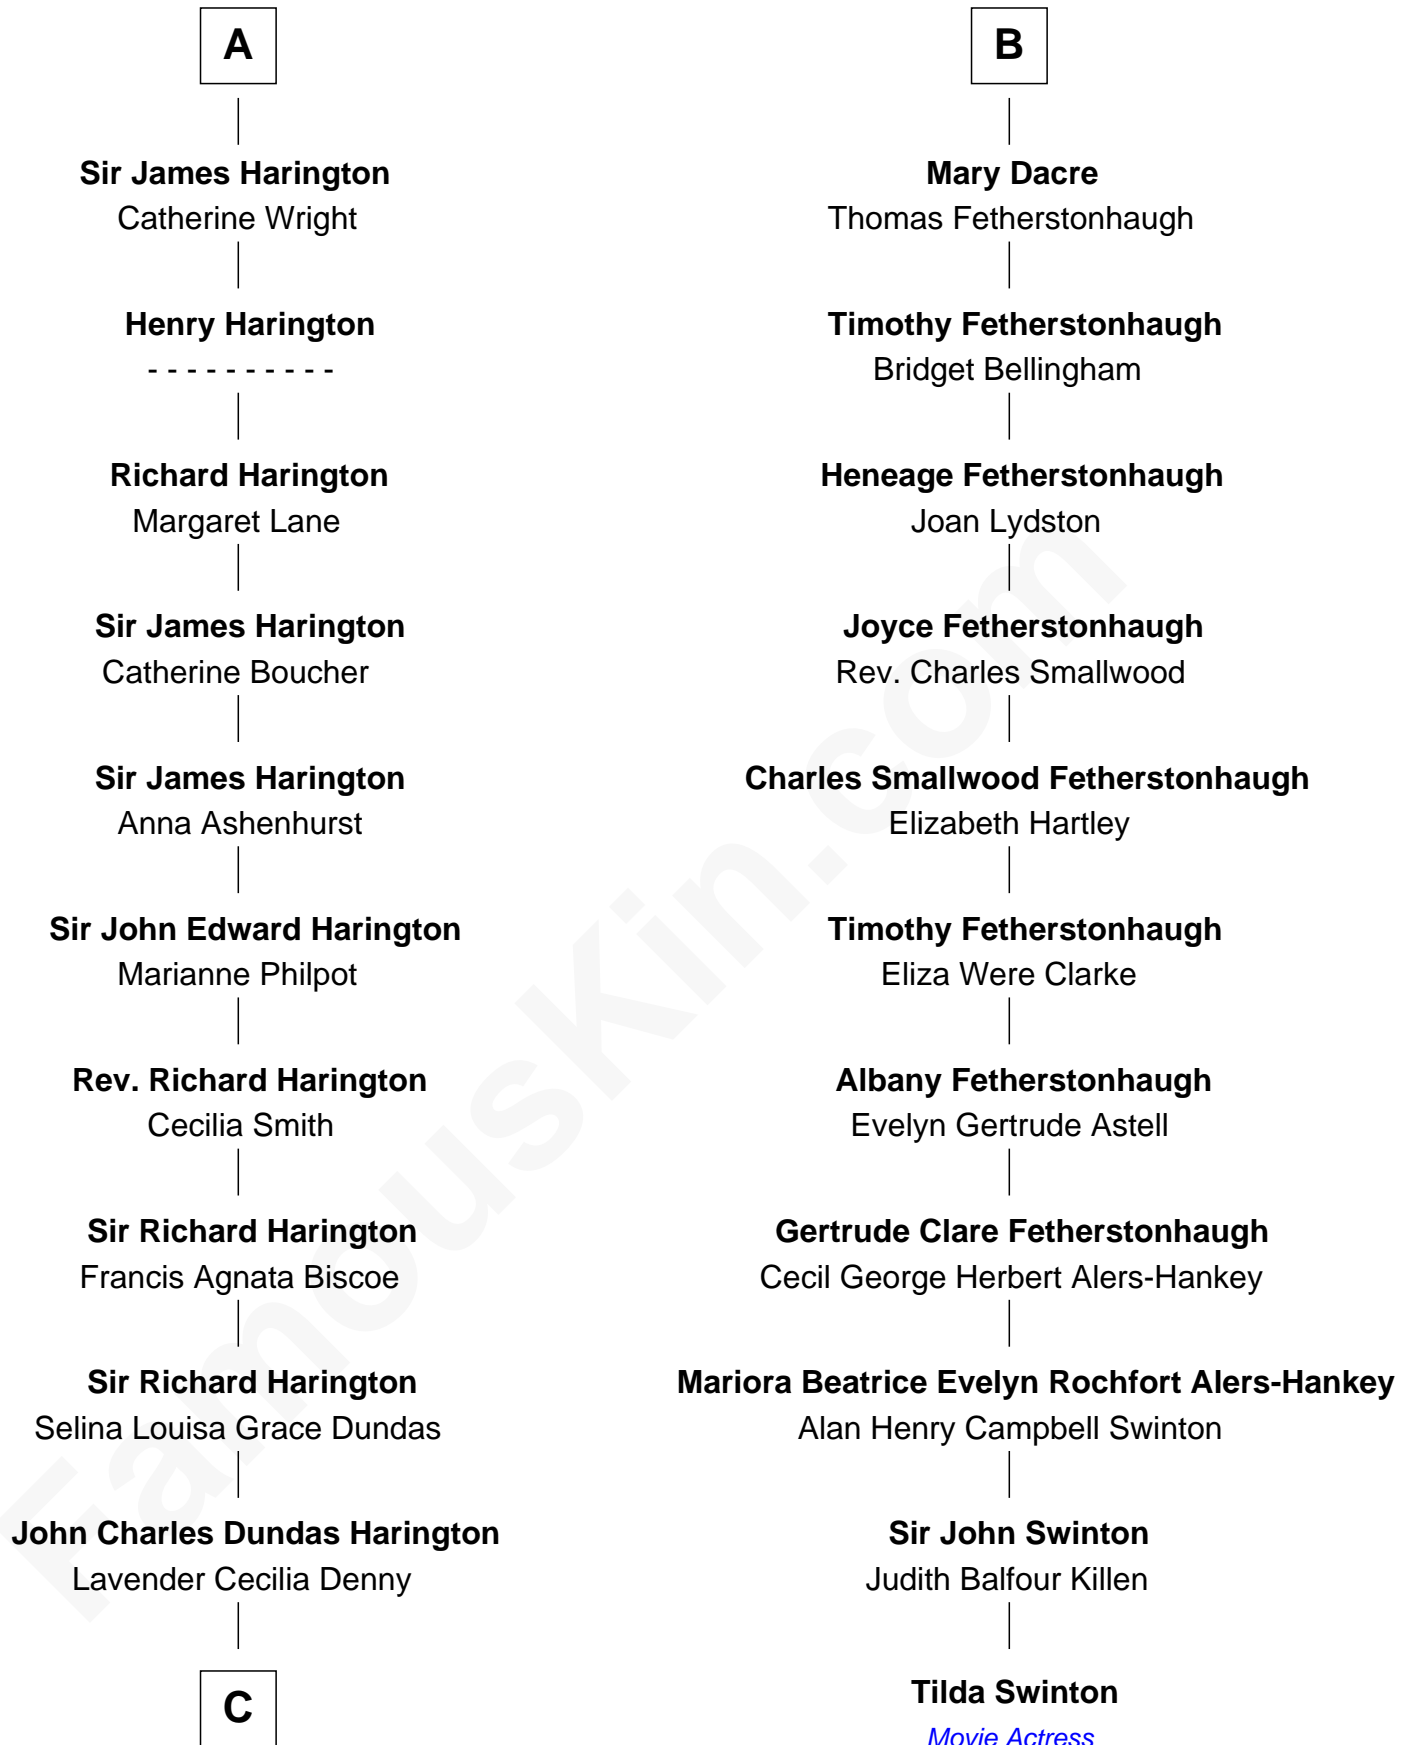 A
Sir James Harington
Catherine Wright
Henry Harington
- - - - - - - - - -
Richard Harington
Margaret Lane
Sir James Harington
Catherine Boucher
Sir James Harington
Anna Ashenhurst
Sir John Edward Harington
Marianne Philpot
Rev. Richard Harington
Cecilia Smith
Sir Richard Harington
Francis Agnata Biscoe
Sir Richard Harington
Selina Louisa Grace Dundas
John Charles Dundas Harington
Lavender Cecilia Denny
C
B
Mary Dacre
Thomas Fetherstonhaugh
Timothy Fetherstonhaugh
Bridget Bellingham
Heneage Fetherstonhaugh
Joan Lydston
Joyce Fetherstonhaugh
Rev. Charles Smallwood
Charles Smallwood Fetherstonhaugh
Elizabeth Hartley
Timothy Fetherstonhaugh
Eliza Were Clarke
Albany Fetherstonhaugh
Evelyn Gertrude Astell
Gertrude Clare Fetherstonhaugh
Cecil George Herbert Alers-Hankey
Mariora Beatrice Evelyn Rochfort Alers-Hankey
Alan Henry Campbell Swinton
Sir John Swinton
Judith Balfour Killen
Tilda Swinton
Movie Actress
FamousKin.com